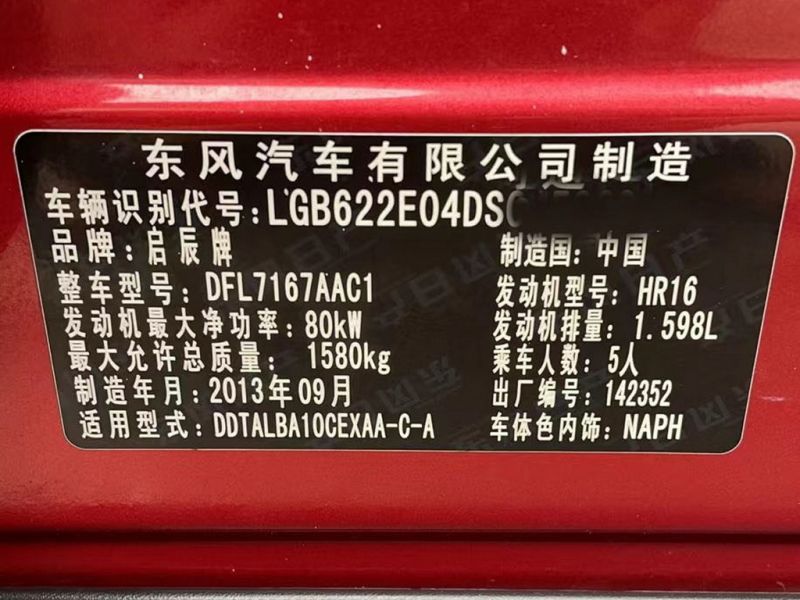 东风汽车有限公司制造
车辆识别代号:LGB622E04DS
品牌:启辰牌 制造国:中国
整车型号:DFL7167AAC1 发动机型号:HR16
发动机最大净功率:80kW 发动机排量:1.598L
最大允许总质量: 1580kg 乘车人数:5人
制造年月:2013年09月 出厂编号:142352
适用型式:DDTALBA10CEXAA-C-A 车体色内饰:NAPH